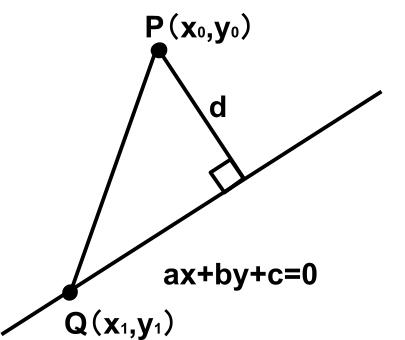 P(x₀,y₀)
d
ax+by+c=0
Q(x₁,y₁)